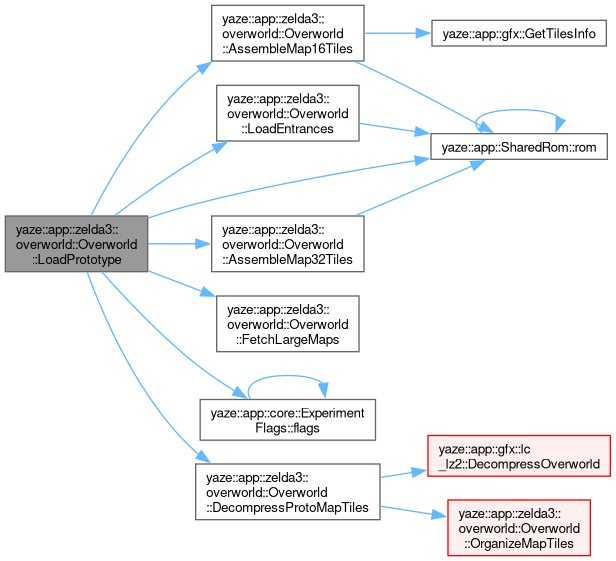 yaze::app::zelda3::
overworld::Overworld
::LoadPrototype
yaze::app::zelda3::
overworld::Overworld
::AssembleMap16Tiles
yaze::app::gfx::GetTilesInfo
yaze::app::zelda3::
overworld::Overworld
::LoadEntrances
yaze::app::SharedRom::rom
yaze::app::zelda3::
overworld::Overworld
::AssembleMap32Tiles
yaze::app::zelda3::
overworld::Overworld
::FetchLargeMaps
yaze::app::core::Experiment
Flags::flags
yaze::app::zelda3::
overworld::Overworld
::DecompressProtoMapTiles
yaze::app::gfx::lc
_lz2::DecompressOverworld
yaze::app::zelda3::
overworld::Overworld
::OrganizeMapTiles